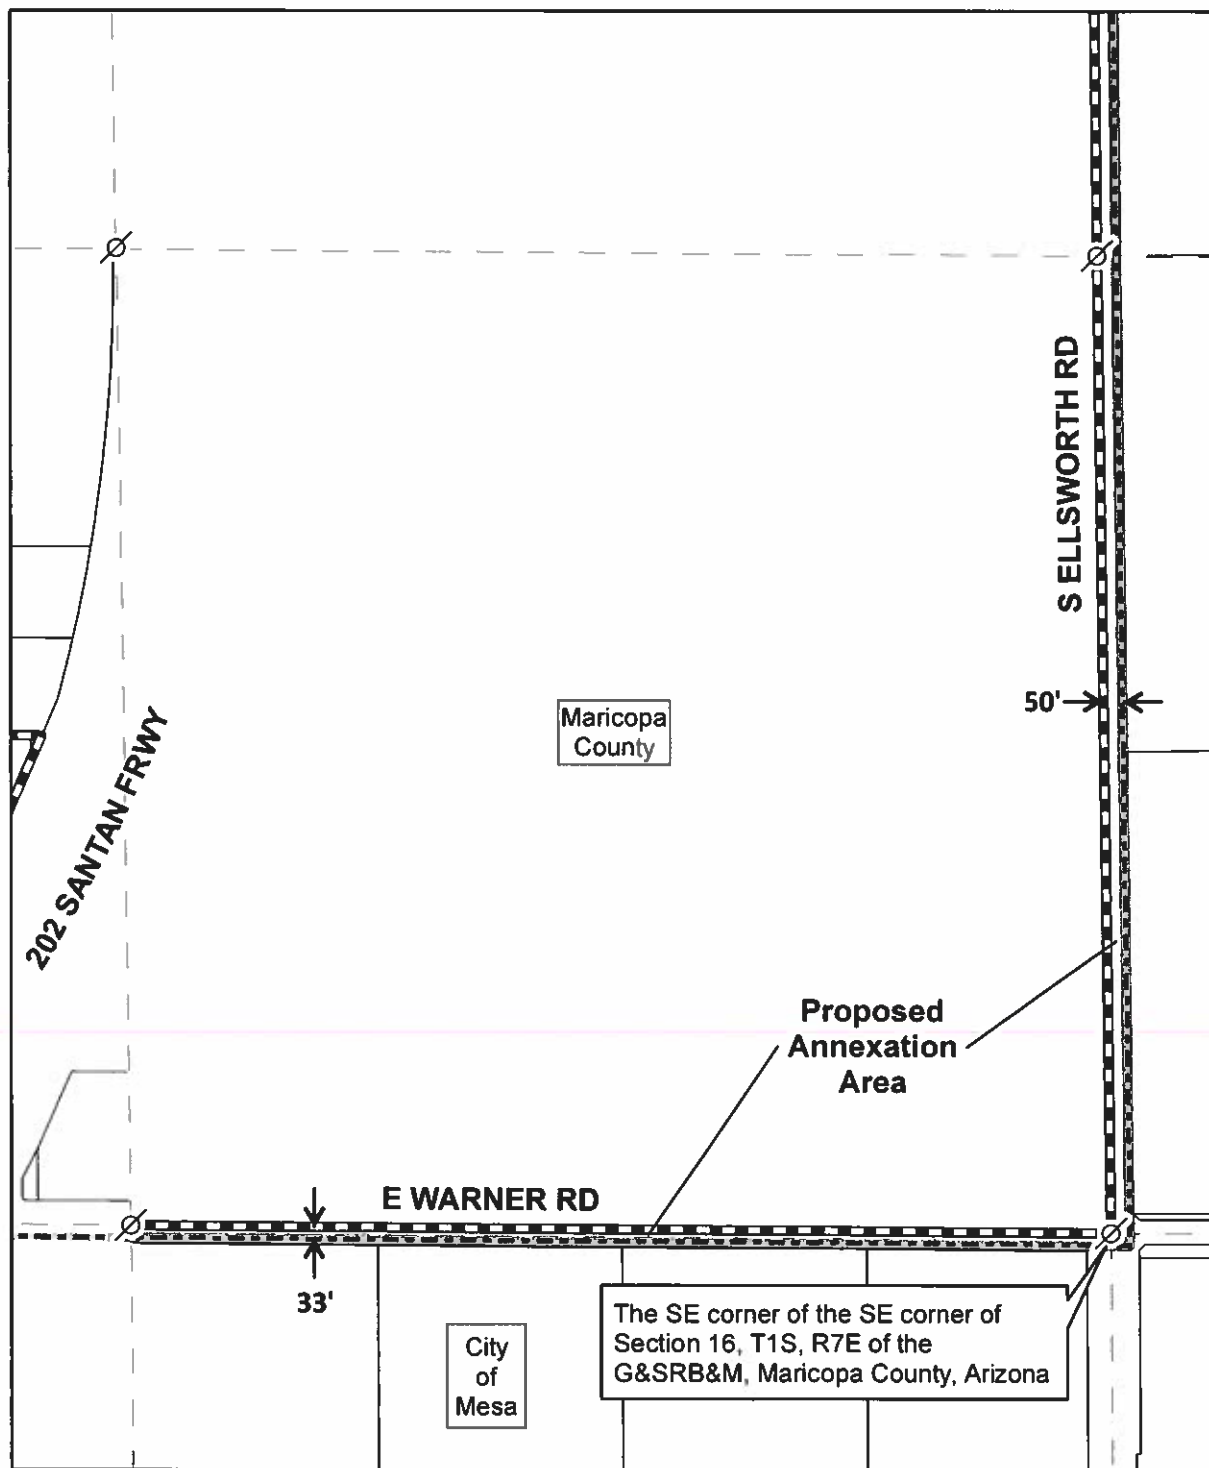 S ELLSWORTH RD
50'
Maricopa
County
202 SANTAN FRWY
Proposed
Annexation
Area
E WARNER RD
33'
The SE corner of the SE corner of
Section 16, T1S, R7E of the
G&SRB&M, Maricopa County, Arizona
City
of
Mesa